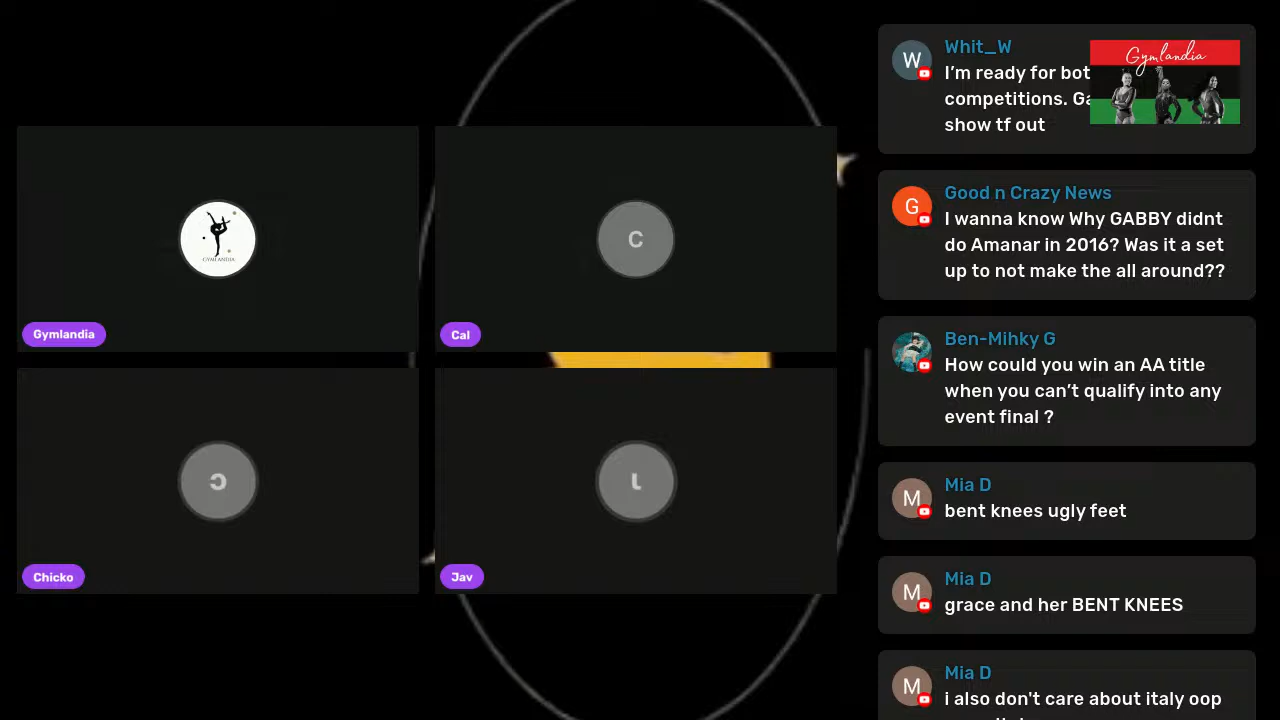 GYMLANDIA
Gymlandia
C
Cal
C
Chicko
J
Jav
W
Whit_W
I’m ready for bot
competitions.
show tf out
Gymlandia
G
Good n Crazy News
I wanna know Why GABBY didnt
do Amanar in 2016? Was it a set
up to not make the all around??
Ben-Mihky G
How could you win an AA title
when you can’t qualify into any
event final ?
M
Mia D
bent knees ugly feet
M
Mia D
grace and her BENT KNEES
M
Mia D
i also don't care about italy oop